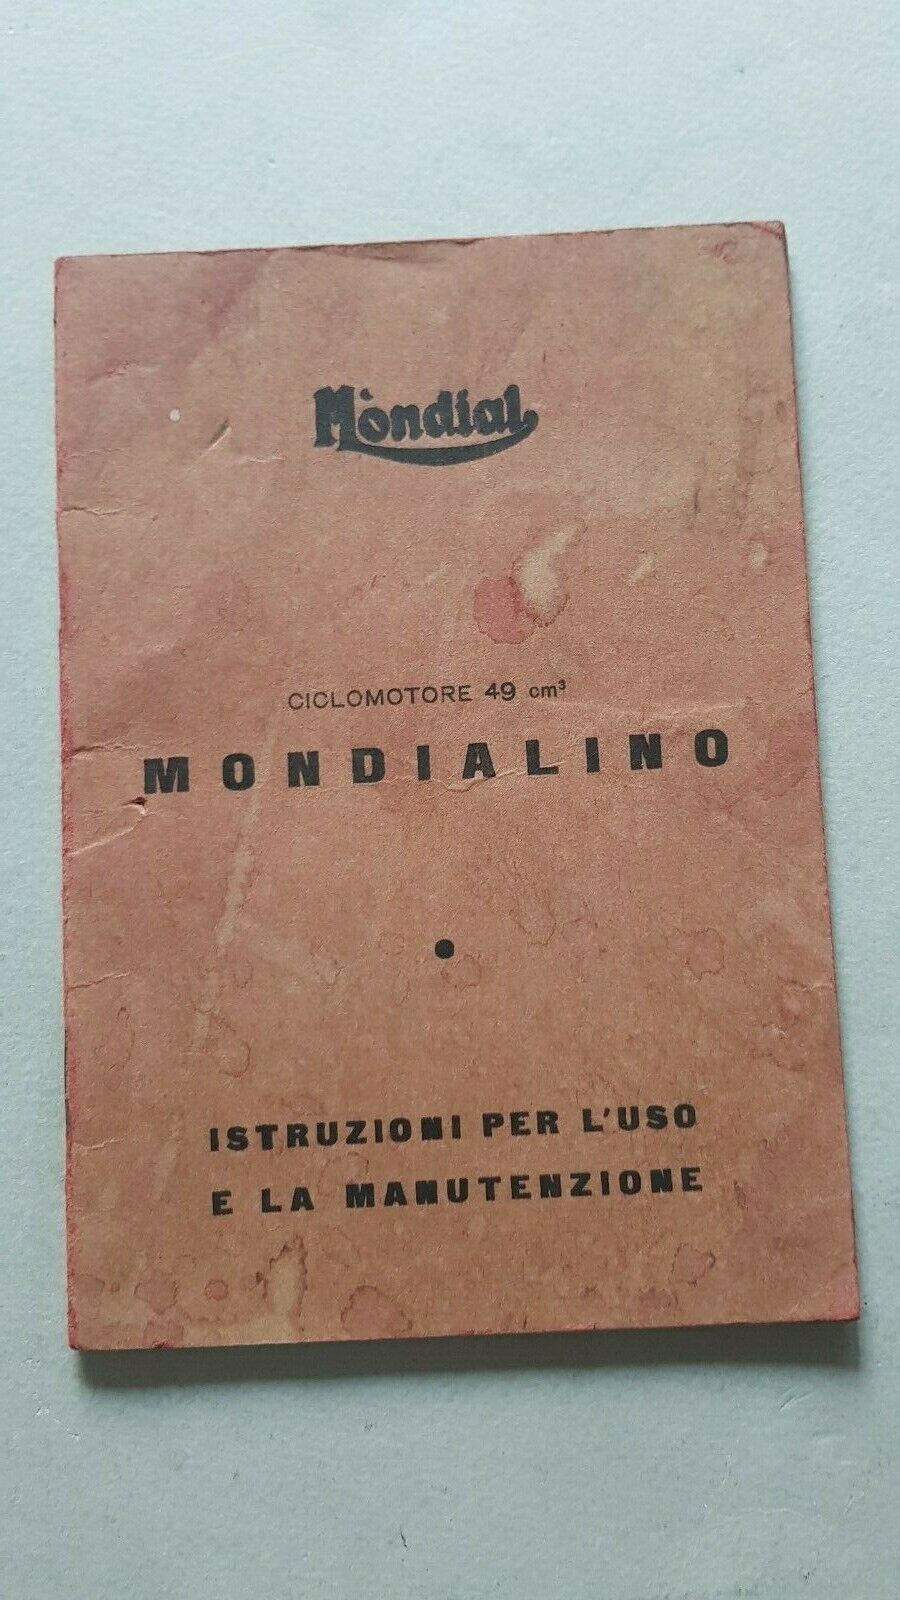 Mondial
CICLOMOTORE 49 cm³
MONDIALINO
ISTRUZIONI PER L'USO
E LA MANUTENZIONE